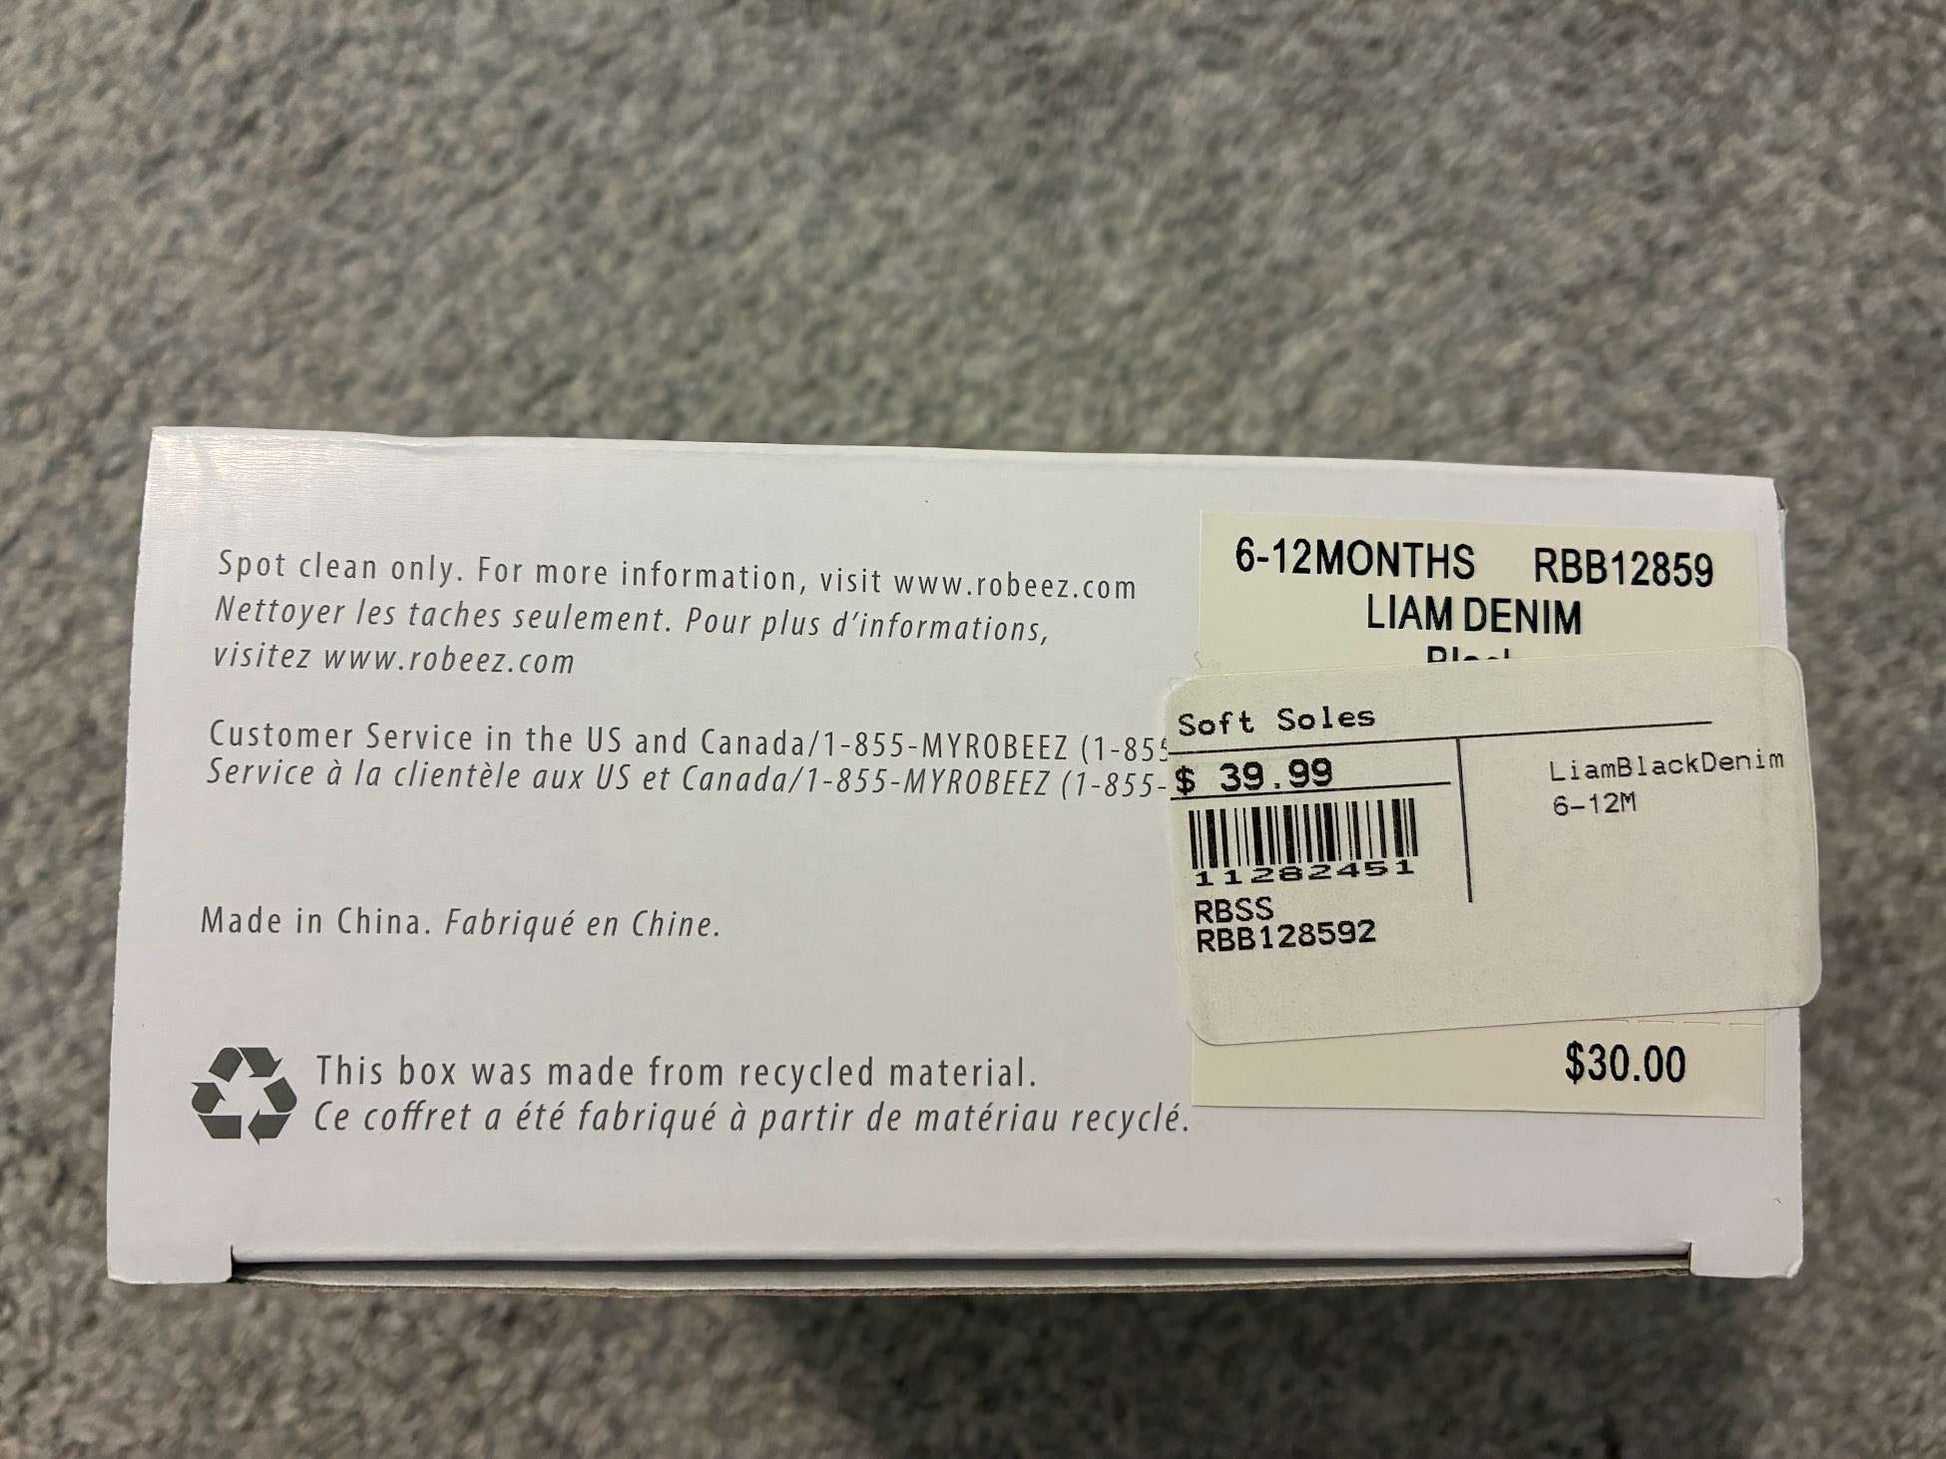 Spot clean only. For more information, visit www.robeez.com
Nettoyer les taches seulement. Pour plus d'informations,
visitez www.robeez.com
Customer Service in the US and Canada/1-855-MYROBEEZ (1-855
Service à la clientèle aux US et Canada/1-855-MYROBEEZ (1-855-
Made in China. Fabriqué en Chine.
This box was made from recycled material.
Ce coffret a été fabriqué à partir de matériau recyclé.
6-12MONTHS RBB12859
LIAM DENIM
Soft Soles
$ 39.99
11282451
RBSS
RBB128592
LiamBlackDenim
6-12M
$30.00